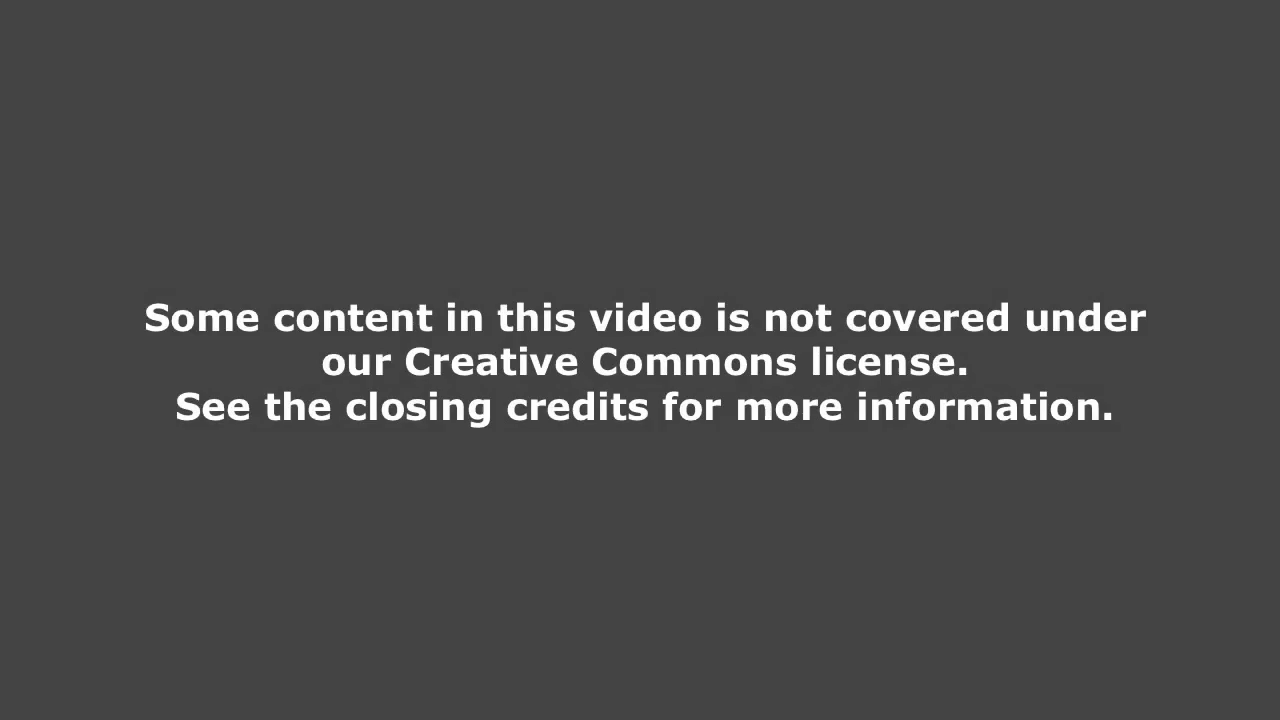 Some content in this video is not covered under
our Creative Commons license.
See the closing credits for more information.